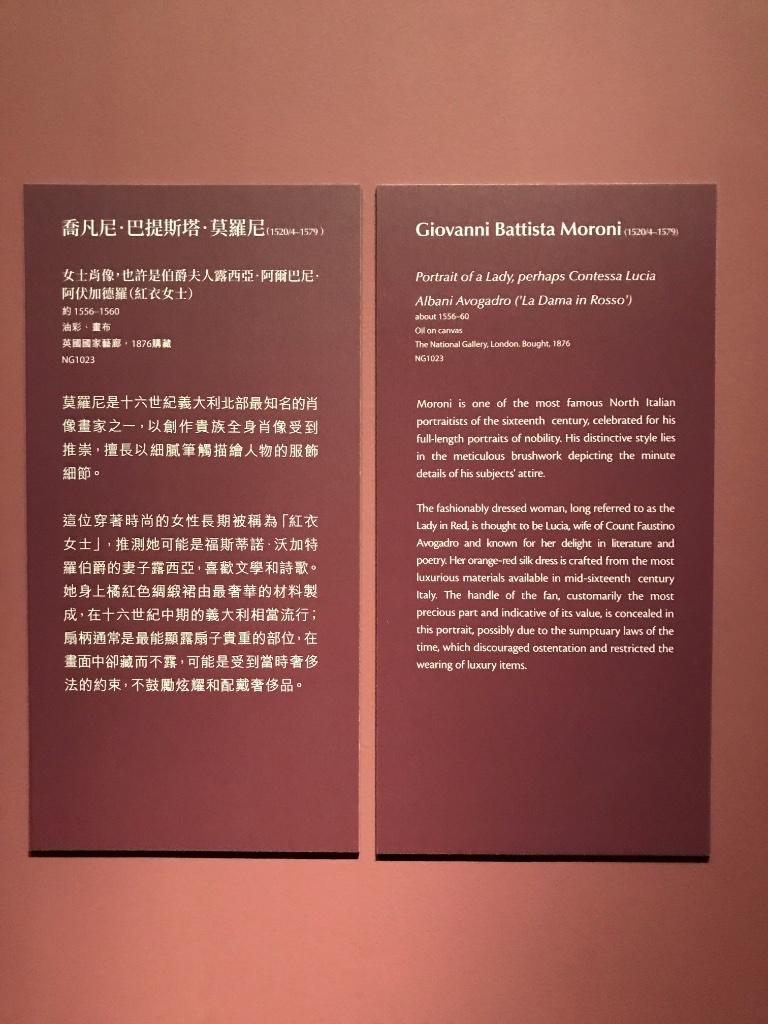 喬凡尼·巴提斯塔·莫羅尼(1520/4–1579 )
女士肖像，也許是伯爵夫人露西亞·阿爾巴尼·
阿伏加德羅（紅衣女士）
約 1556–1560
油彩、畫布
英國國家藝廊，1876購藏
NG1023
莫羅尼是十六世紀義大利北部最知名的肖
像畫家之一，以創作貴族全身肖像受到
推崇，擅長以細膩筆觸描繪人物的服飾
細節。
這位穿著時尚的女性長期被稱為「紅衣
女士」，推測她可能是福斯蒂諾·沃加特
羅伯爵的妻子露西亞，喜歡文學和詩歌。
她身上橘紅色綢緞裙由最奢華的材料製
成，在十六世紀中期的義大利相當流行；
扇柄通常是最能顯露扇子貴重的部位，在
畫面中卻藏而不露，可能是受到當時奢侈
法的約束，不鼓勵炫耀和配戴奢侈品。
Giovanni Battista Moroni (1520/4–1579)
Portrait of a Lady, perhaps Contessa Lucia
Albani Avogadro ('La Dama in Rosso')
about 1556–60
Oil on canvas
The National Gallery, London. Bought, 1876
NG1023
Moroni is one of the most famous North Italian
portraitists of the sixteenth century, celebrated for his
full-length portraits of nobility. His distinctive style lies
in the meticulous brushwork depicting the minute
details of his subjects' attire.
The fashionably dressed woman, long referred to as the
Lady in Red, is thought to be Lucia, wife of Count Faustino
Avogadro and known for her delight in literature and
poetry. Her orange-red silk dress is crafted from the most
luxurious materials available in mid-sixteenth century
Italy. The handle of the fan, customarily the most
precious part and indicative of its value, is concealed in
this portrait, possibly due to the sumptuary laws of the
time, which discouraged ostentation and restricted the
wearing of luxury items.